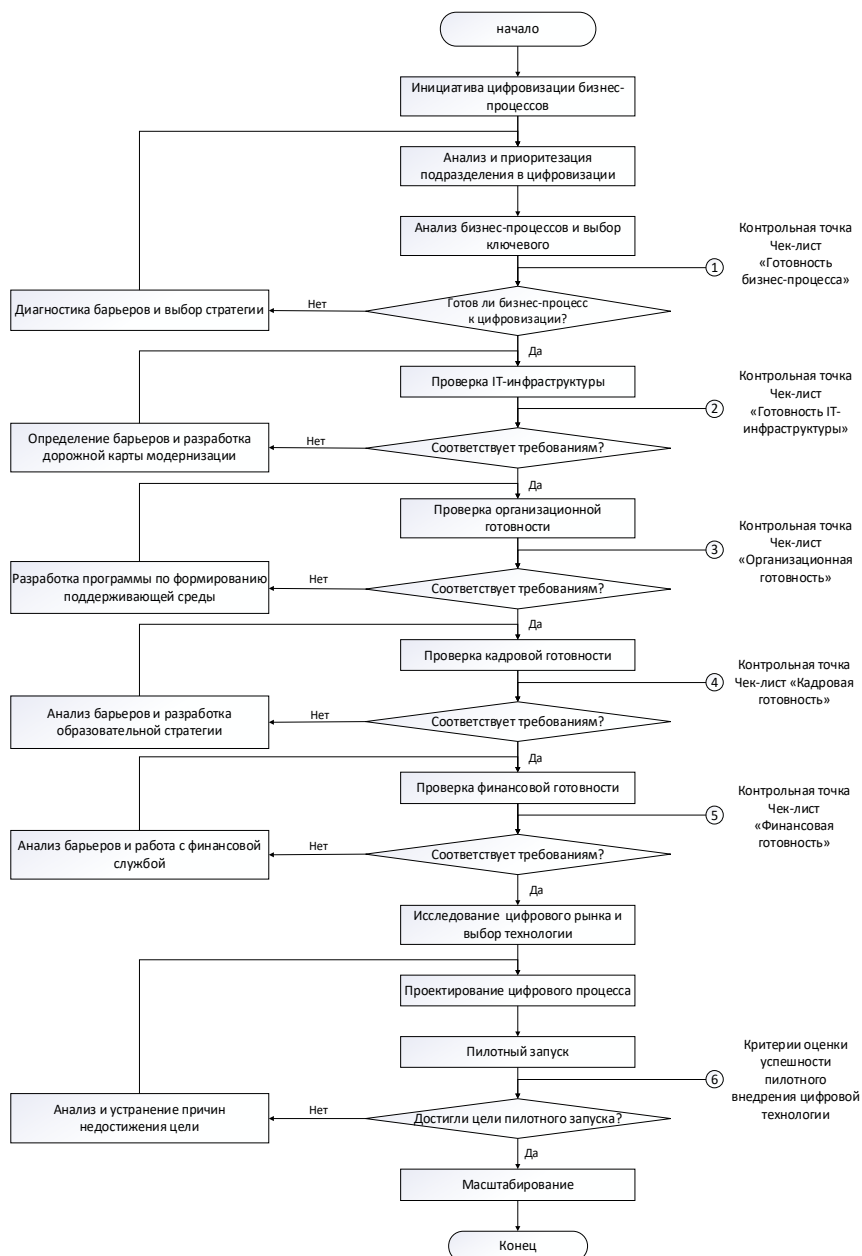 начало
Инициатива цифровизации бизнес-
процессов
Анализ и приоритезация
подразделения в цифровизации
Анализ бизнес-процессов и выбор
ключевого
Контрольная точка
Чек-лист
«Готовность
бизнес-процесса»
1
Готов ли бизнес-процесс
к цифровизации?
Нет
Диагностика барьеров и выбор стратегии
Да
Проверка IT-инфраструктуры
Контрольная точка
Чек-лист
«Готовность IT-
инфраструктуры»
2
Соответствует требованиям?
Нет
Определение барьеров и разработка
дорожной карты модернизации
Да
Проверка организационной
готовности
Контрольная точка
Чек-лист
«Организационная
готовность»
3
Соответствует требованиям?
Нет
Разработка программы по формированию
поддерживающей среды
Да
Проверка кадровой готовности
Контрольная точка
Чек-лист «Кадровая
готовность»
4
Соответствует требованиям?
Нет
Анализ барьеров и разработка
образовательной стратегии
Да
Проверка финансовой готовности
Контрольная точка
Чек-лист
«Финансовая
готовность»
5
Соответствует требованиям?
Нет
Анализ барьеров и работа с финансовой
службой
Да
Исследование цифрового рынка и
выбор технологии
Проектирование цифрового процесса
Пилотный запуск
Критерии оценки
успешности
пилотного
внедрения цифровой
технологии
6
Достигли цели пилотного запуска?
Нет
Анализ и устранение причин
недостижения цели
Да
Масштабирование
Конец